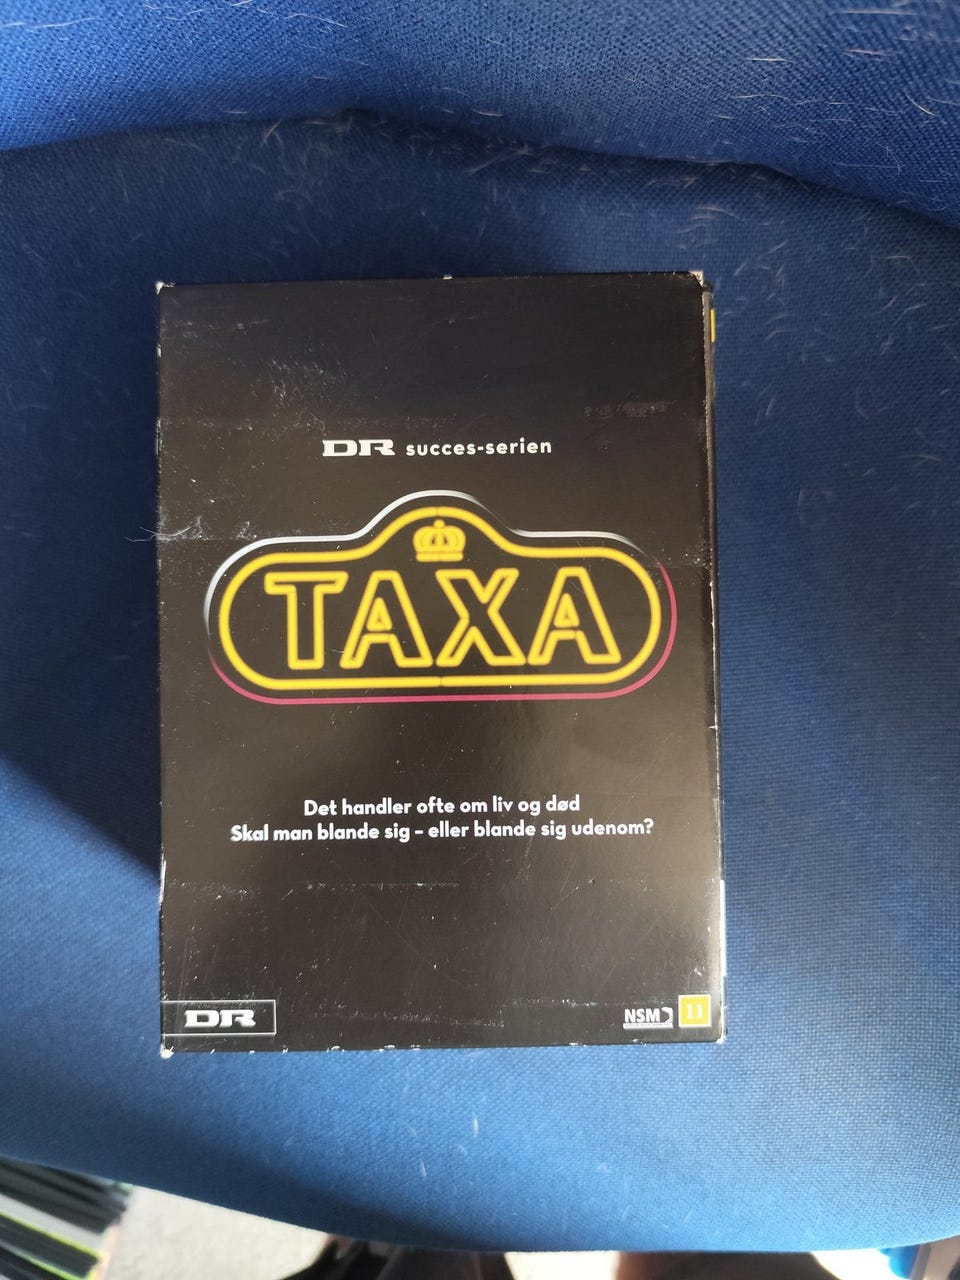 DR succes-serien
TAXA
Det handler ofte om liv og død
Skal man blande sig – eller blande sig udenom?
DR
NSM
11